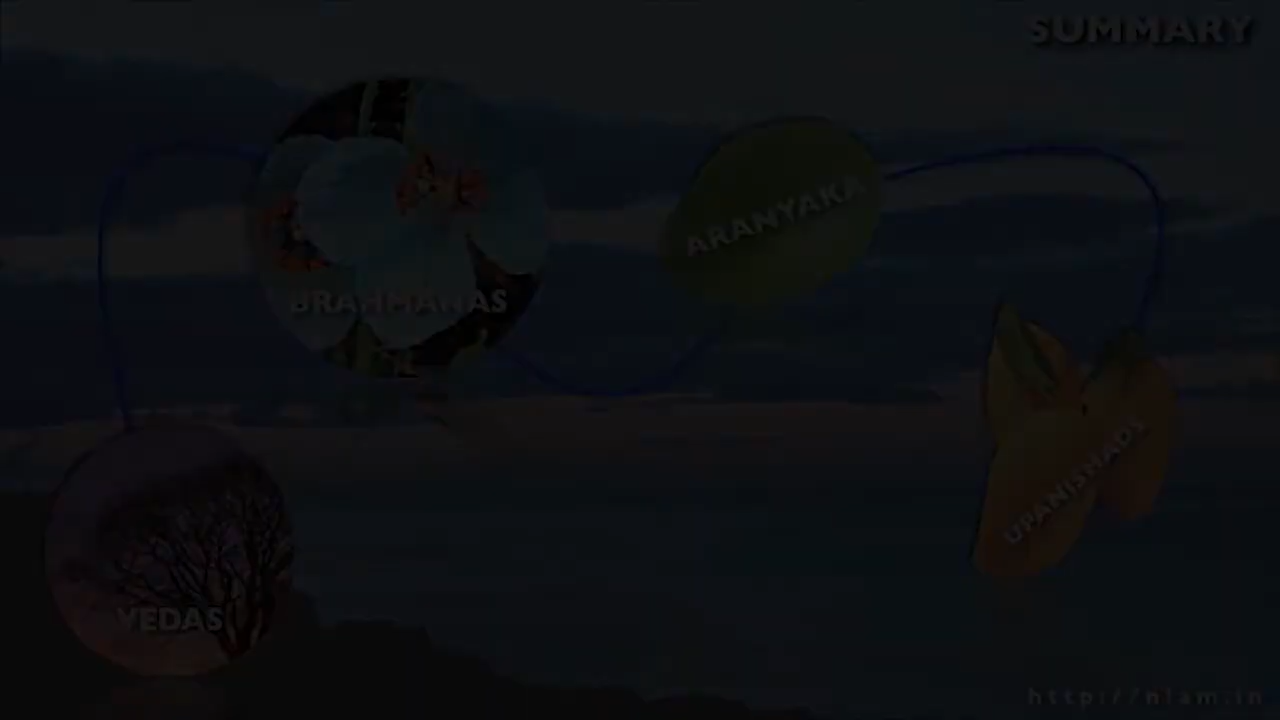 SUMMARY
BRAHMANAS
ARANYAKA
UPANISHADS
VEDAS
http://nlam.in